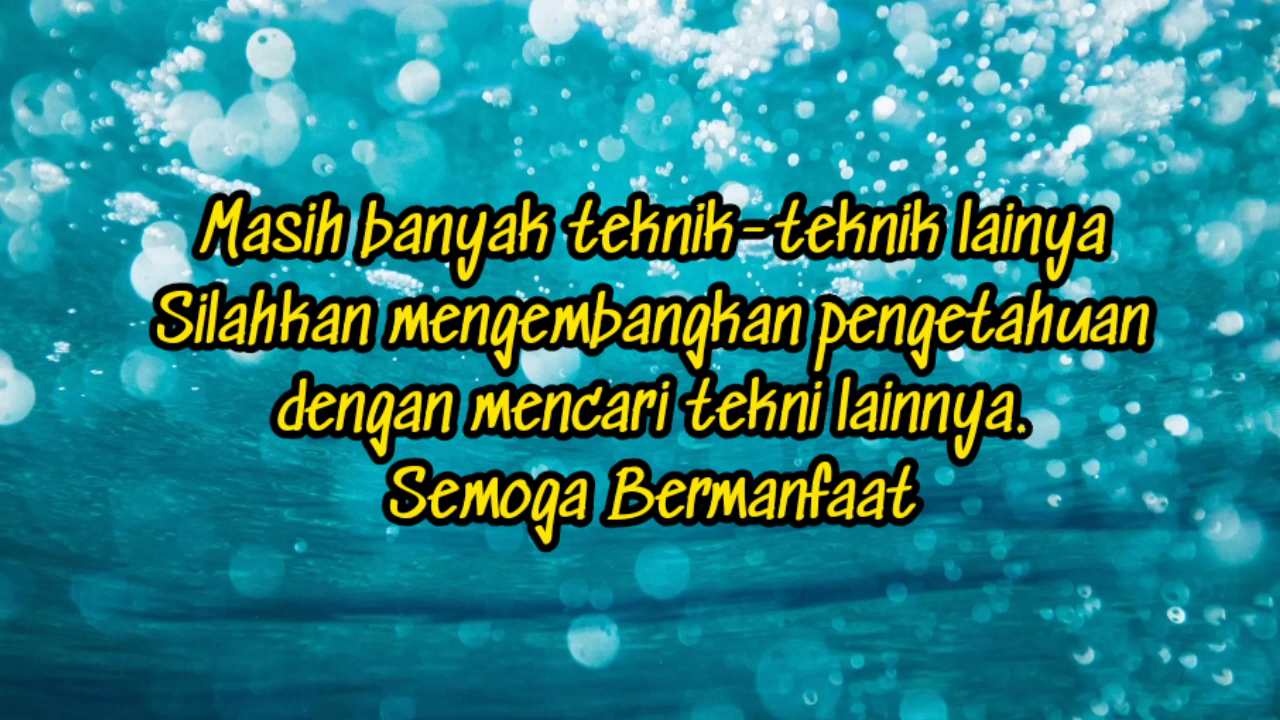 Masih banyak teknik-teknik lainya
Silahkan mengembangkan pengetahuan
dengan mencari tekni lainnya.
Semoga Bermanfaat